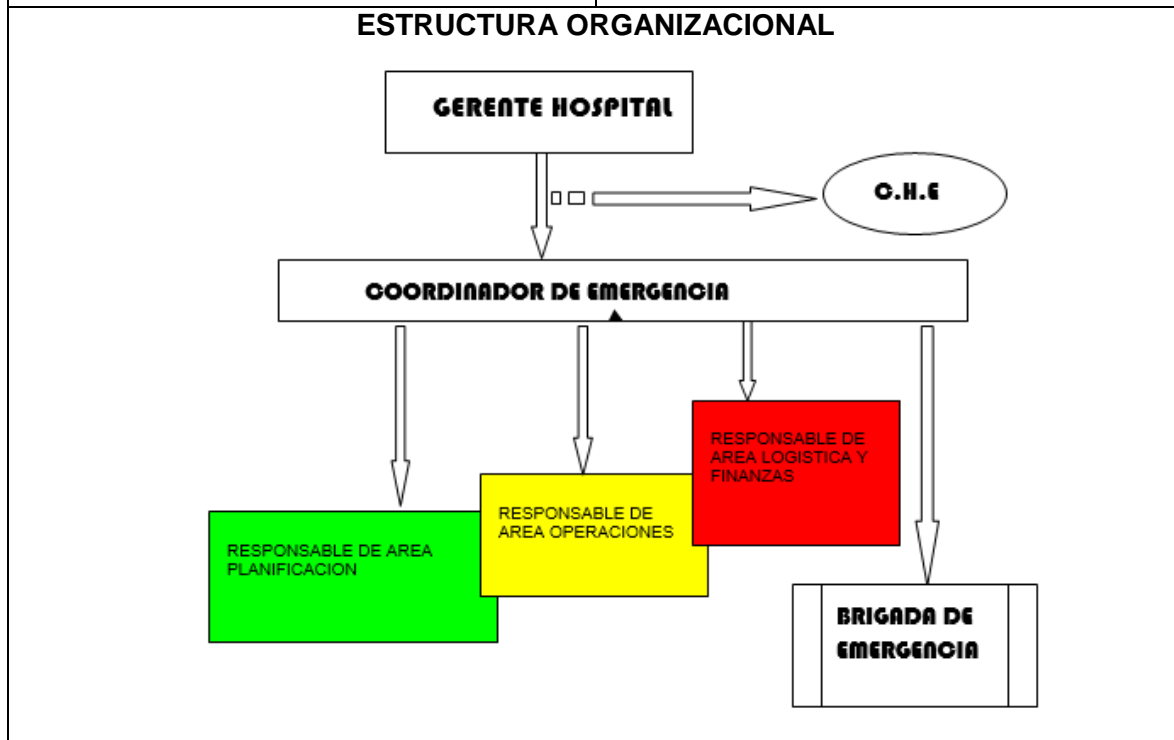 ESTRUCTURA ORGANIZACIONAL
GERENTE HOSPITAL
C.H.E
COORDINADOR DE EMERGENCIA
RESPONSABLE DE
AREA LOGISTICA Y
FINANZAS
RESPONSABLE DE
AREA OPERACIONES
RESPONSABLE DE AREA
PLANIFICACION
BRIGADA DE
EMERGENCIA